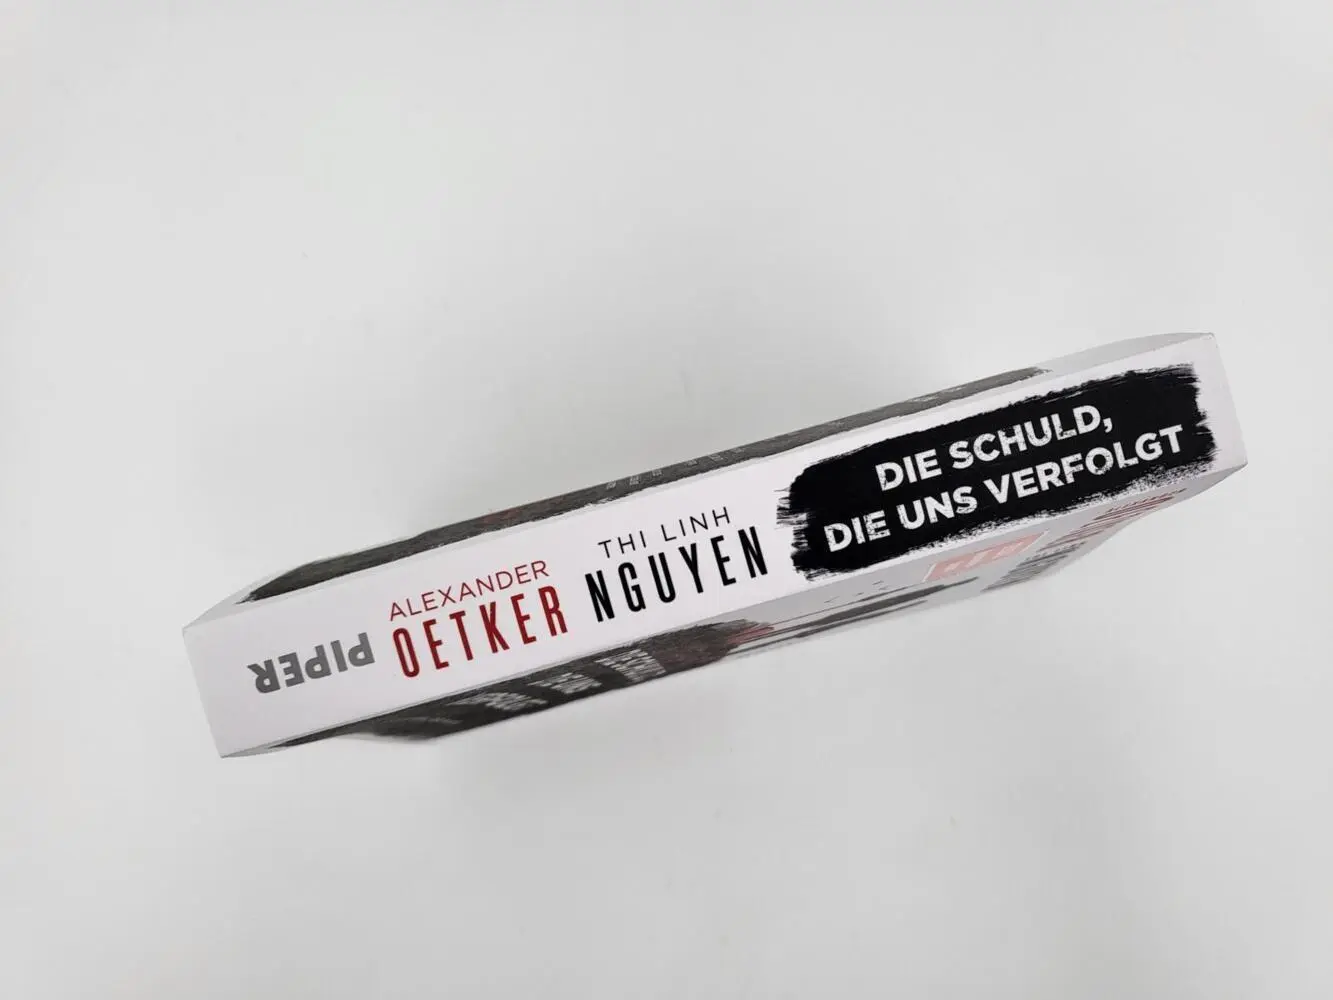 PIPER
ALEXANDER
OETKER
THI LINH
NGUYEN
DIE SCHULD,
DIE UNS VERFOLGT